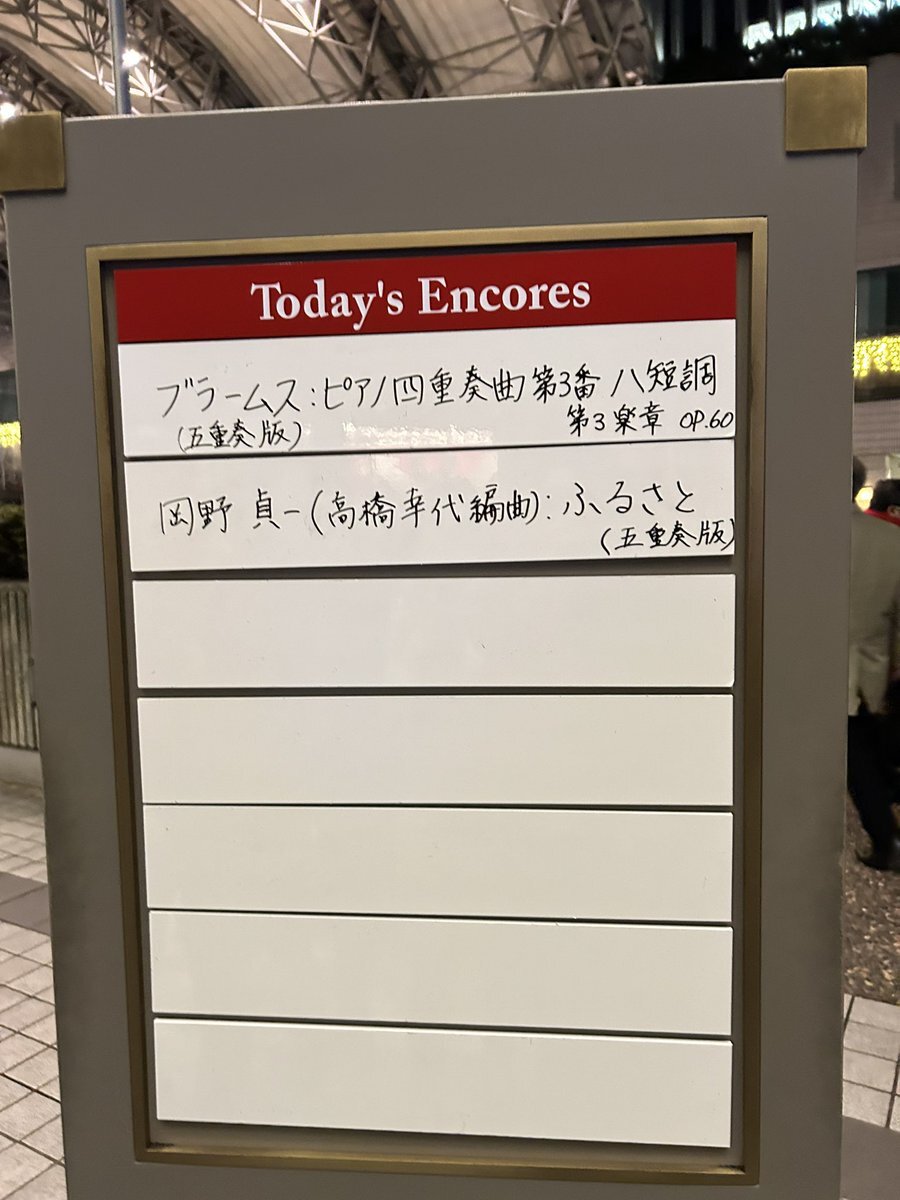 Today's Encores
ブラームス:ピアノ四重奏曲第3番 ハ短調
(五重奏版) 第3楽章 OP.60
岡野 貞一(高橋幸代編曲):ふるさと
(五重奏版)